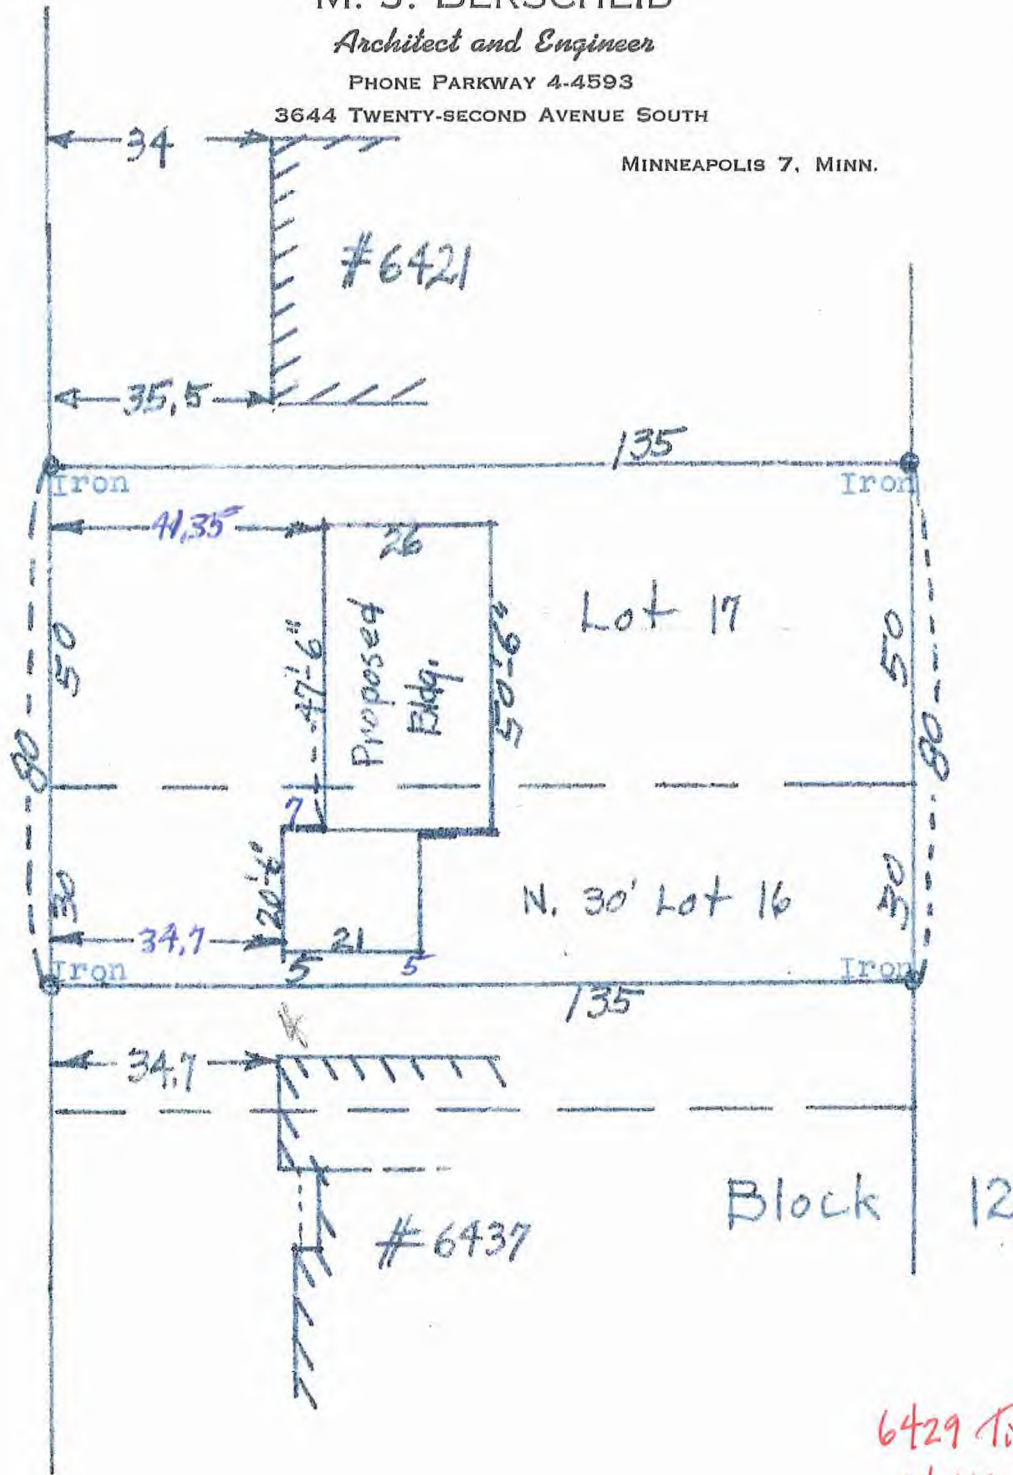 M. J. BERSCHEID
Architect and Engineer
PHONE PARKWAY 4-4593
3644 TWENTY-SECOND AVENUE SOUTH
MINNEAPOLIS 7, MINN.
34
#6421
35,5
135
Iron
Iron
41,35
26
Lot 17
50
47'-6"
Proposed
Bldg.
50'-6"
50
80
80
7
30
20'-6"
N. 30' Lot 16
30
34,7
21
Iron
5
5
Iron
135
34,7
Block 12
#6437
6429